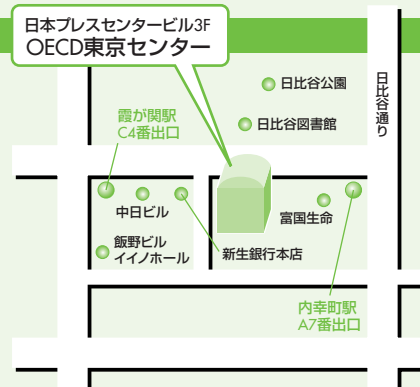 日本プレスセンタービル3F
OECD東京センター
日比谷公園
日比谷通り
霞が関駅
C4番出口
日比谷図書館
中日ビル
富国生命
飯野ビル
イイノホール
新生銀行本店
内幸町駅
A7番出口